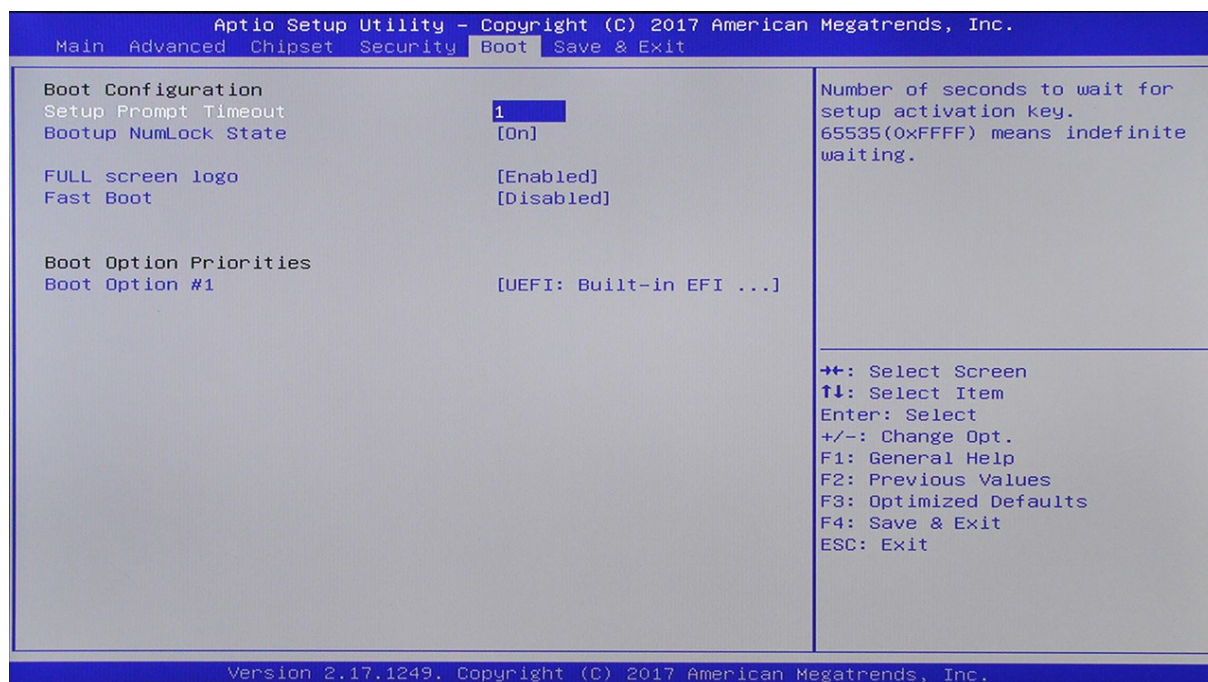 Aptio Setup Utility – Copyright (C) 2017 American Megatrends, Inc.
Main Advanced Chipset Security Boot Save & Exit
Boot Configuration
Setup Prompt Timeout 1
Bootup NumLock State [On]
FULL screen logo [Enabled]
Fast Boot [Disabled]
Boot Option Priorities
Boot Option #1 [UEFI: Built-in EFI ...]
Number of seconds to wait for
setup activation key.
65535(0xFFFF) means indefinite
waiting.
→←: Select Screen
↑↓: Select Item
Enter: Select
+/-: Change Opt.
F1: General Help
F2: Previous Values
F3: Optimized Defaults
F4: Save & Exit
ESC: Exit
Version 2.17.1249. Copyright (C) 2017 American Megatrends, Inc.